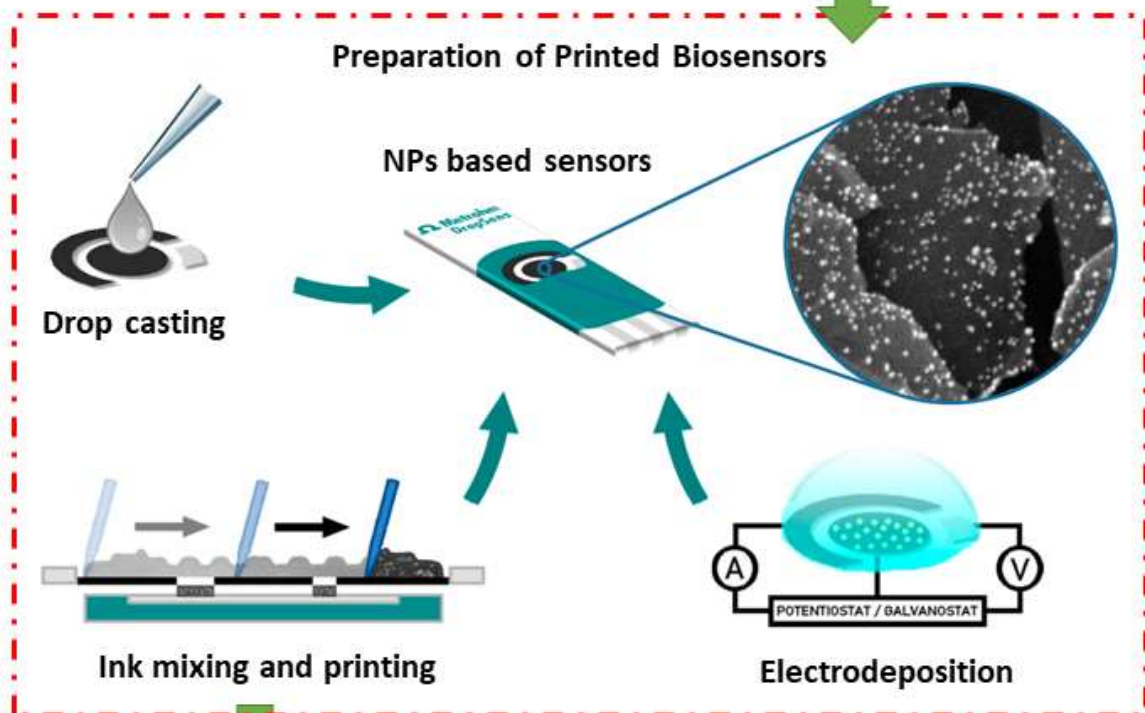 Preparation of Printed Biosensors
NPs based sensors
Metrohm
DropSens
Drop casting
A
V
POTENTIOSTAT / GALVANOSTAT
Ink mixing and printing
Electrodeposition